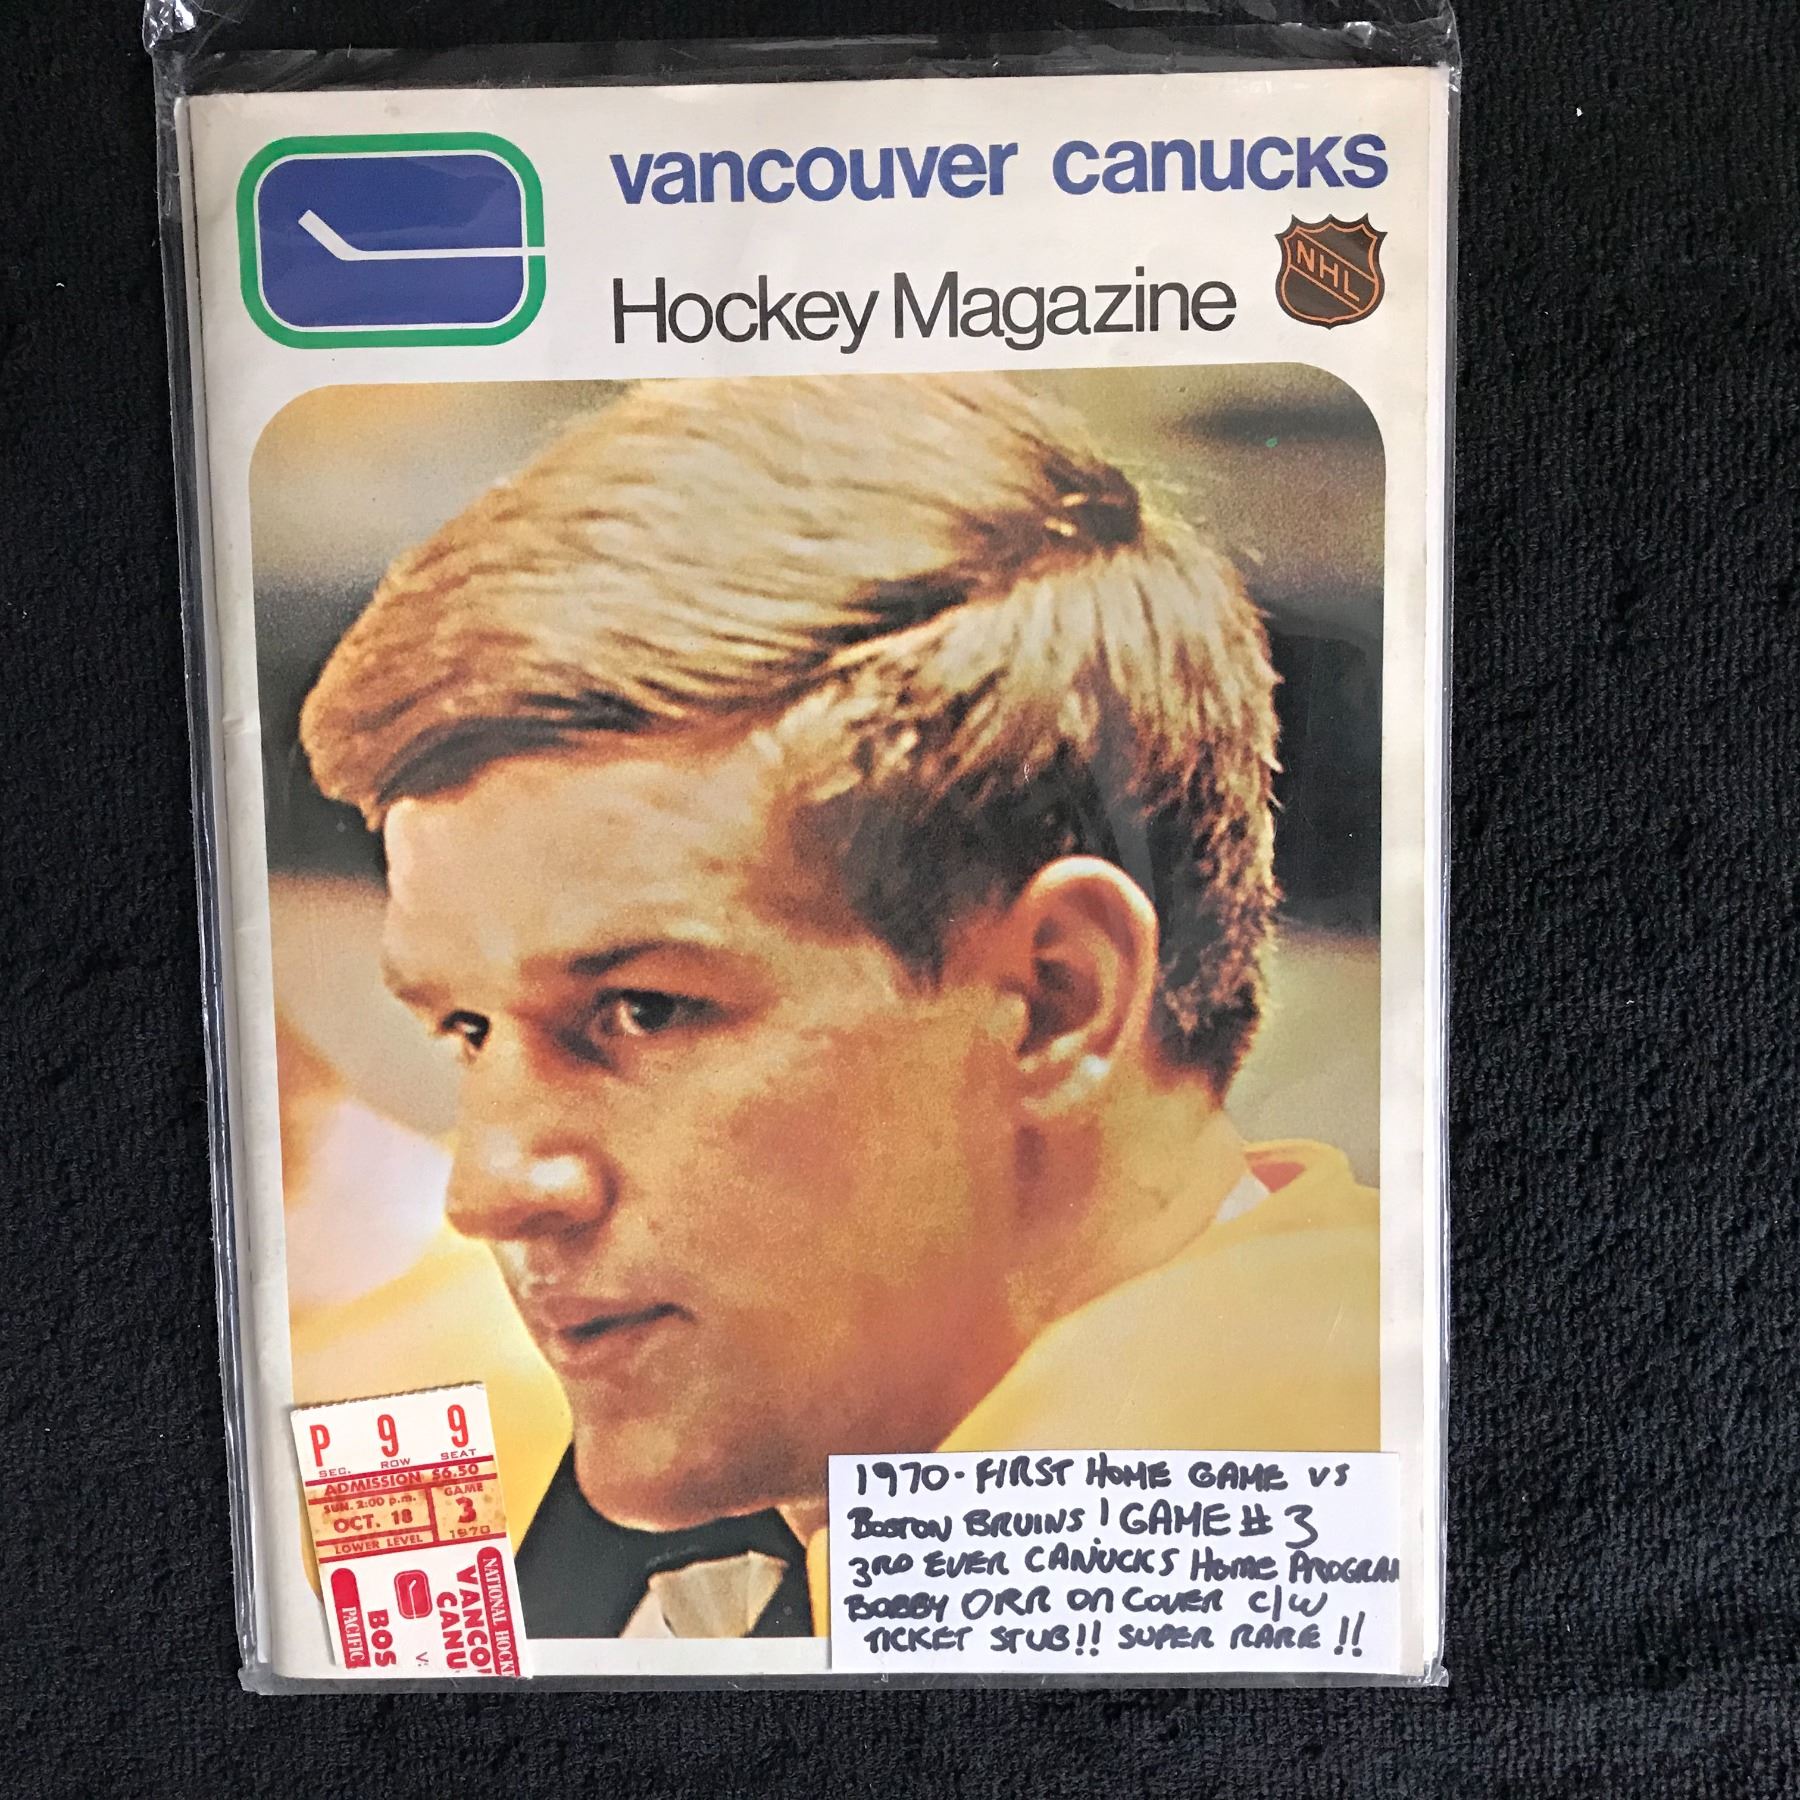 vancouver canucks
Hockey Magazine
NHL
P 9 9
SEC. ROW SEAT
ADMISSION $6.50
SUN. 2:00 p.m.
OCT. 18
GAME
3
1970
LOWER LEVEL
NATIONAL HOCK
VANCO
CANU
V.
BOS
PACIFIC
1970 - FIRST HOME GAME VS
BOSTON BRUINS | GAME # 3
3RD EVER CANUCKS HOME PROGRAM
BOBBY ORR ON COVER C/W
TICKET STUB!! SUPER RARE!!